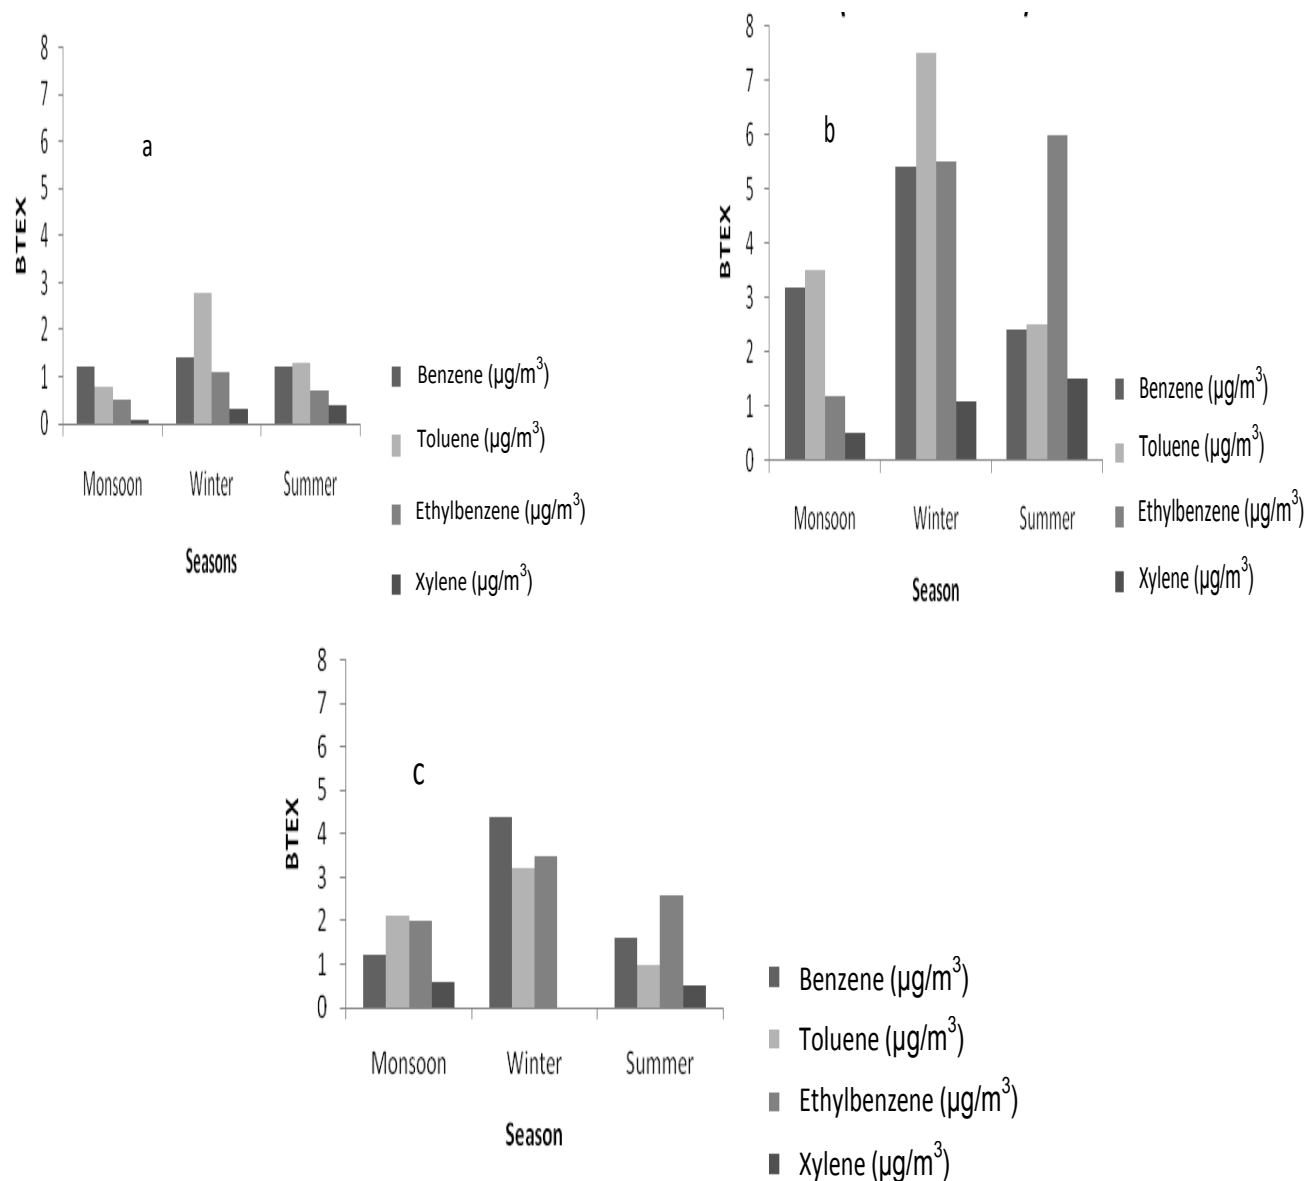 8
7
6
5
4
3
2
1
0
a
BTEX
Monsoon Winter Summer
Seasons
Benzene (µg/m³)
Toluene (µg/m³)
Ethylbenzene (µg/m³)
Xylene (µg/m³)
8
7
6
5
4
3
2
1
0
b
BTEX
Monsoon Winter Summer
Season
Benzene (µg/m³)
Toluene (µg/m³)
Ethylbenzene (µg/m³)
Xylene (µg/m³)
8
7
6
5
4
3
2
1
0
c
BTEX
Monsoon Winter Summer
Season
Benzene (µg/m³)
Toluene (µg/m³)
Ethylbenzene (µg/m³)
Xylene (µg/m³)